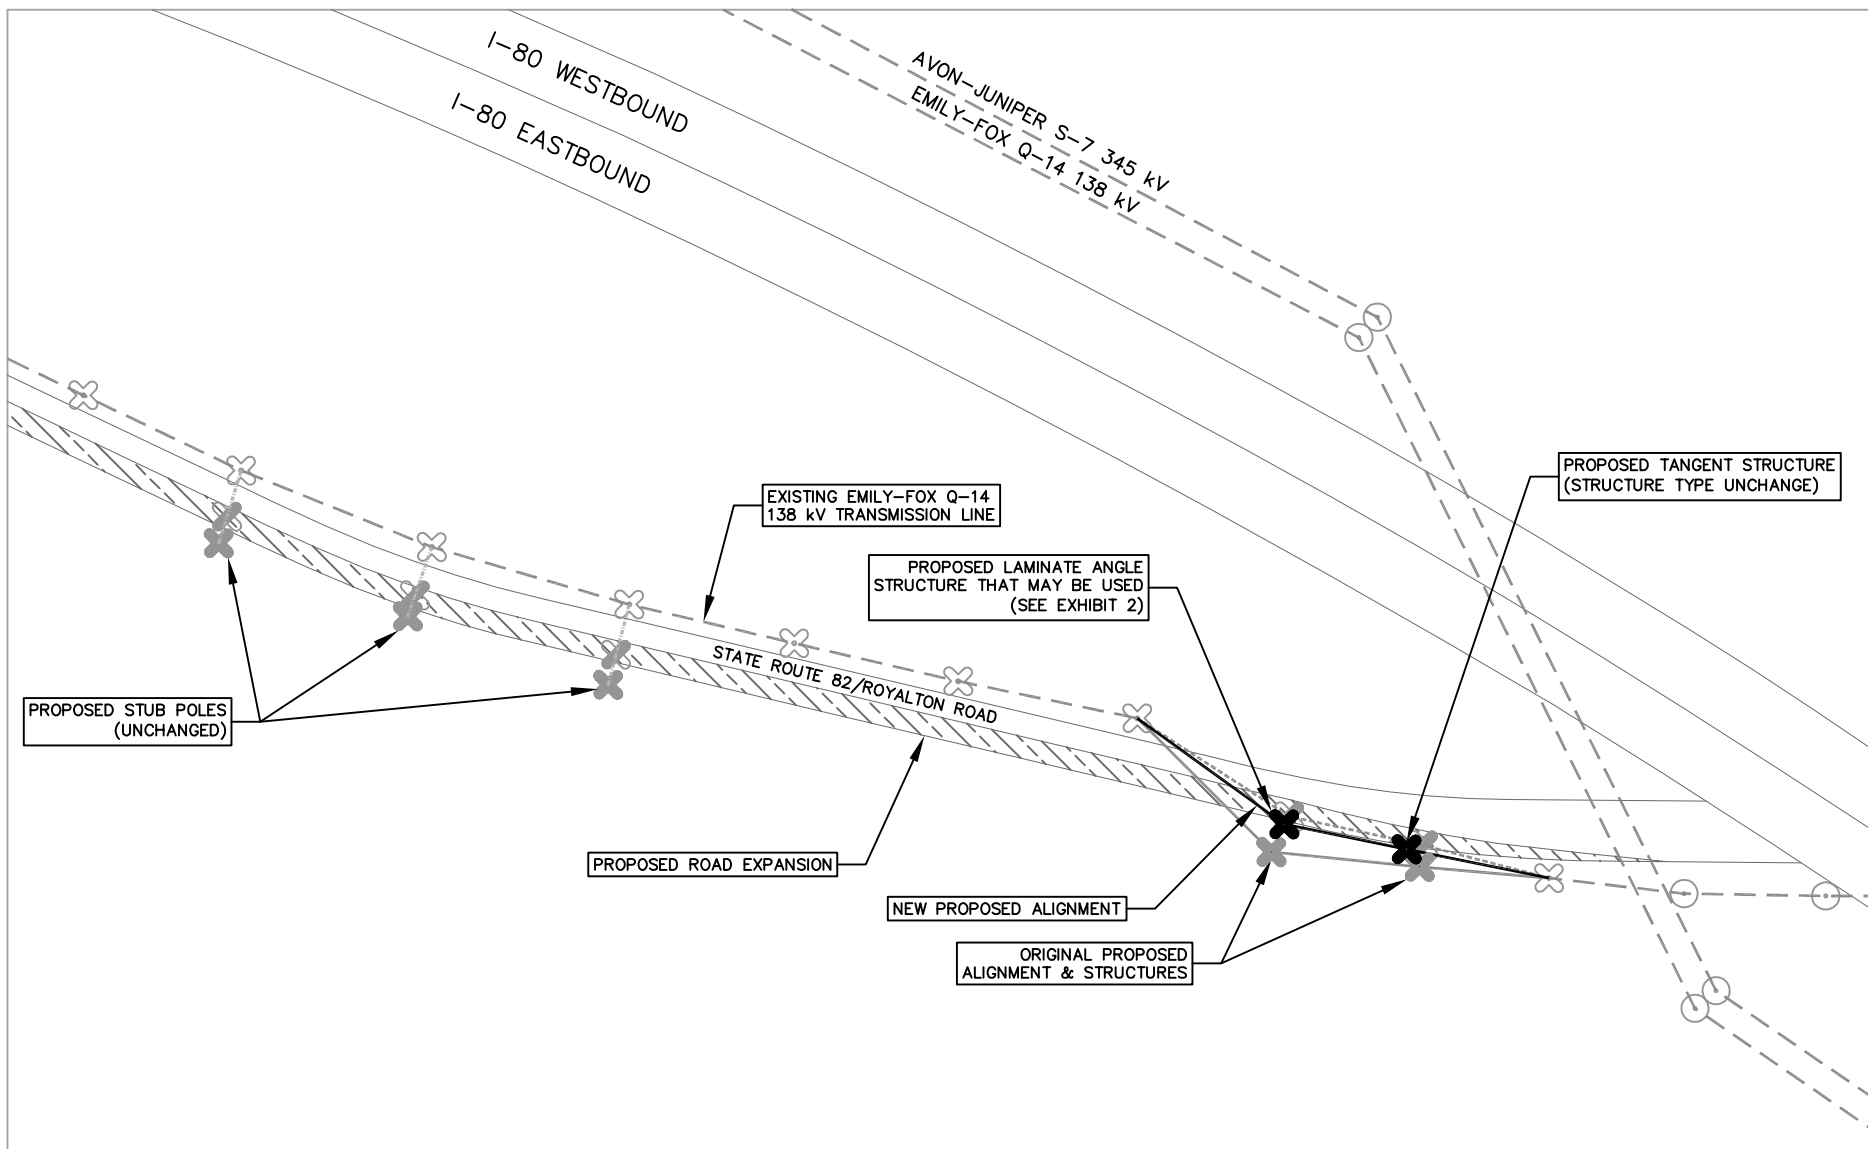 I-80 WESTBOUND
I-80 EASTBOUND
AVON-JUNIPER S-7 345 kV
EMILY-FOX Q-14 138 kV
PROPOSED TANGENT STRUCTURE
(STRUCTURE TYPE UNCHANGE)
EXISTING EMILY-FOX Q-14
138 kV TRANSMISSION LINE
PROPOSED LAMINATE ANGLE
STRUCTURE THAT MAY BE USED
(SEE EXHIBIT 2)
STATE ROUTE 82/ROYALTON ROAD
PROPOSED STUB POLES
(UNCHANGED)
PROPOSED ROAD EXPANSION
NEW PROPOSED ALIGNMENT
ORIGINAL PROPOSED
ALIGNMENT & STRUCTURES